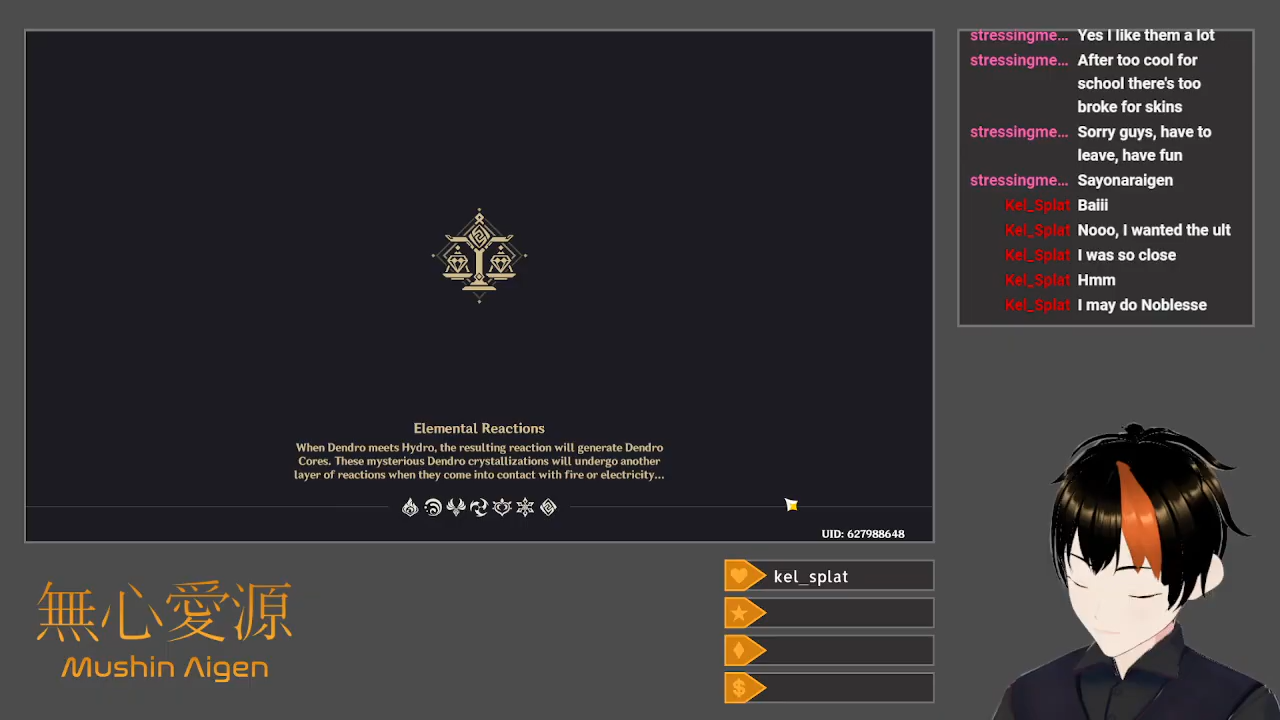 stressingme... Yes I like them a lot
stressingme... After too cool for
school there's too
broke for skins
stressingme... Sorry guys, have to
leave, have fun
stressingme... Sayonaraigen
Kel_Splat Baiii
Kel_Splat Nooo, I wanted the ult
Kel_Splat I was so close
Kel_Splat Hmm
Kel_Splat I may do Noblesse
Elemental Reactions
When Dendro meets Hydro, the resulting reaction will generate Dendro
Cores. These mysterious Dendro crystallizations will undergo another
layer of reactions when they come into contact with fire or electricity...
UID: 627988648
無心愛源
Mushin Aigen
kel_splat
$